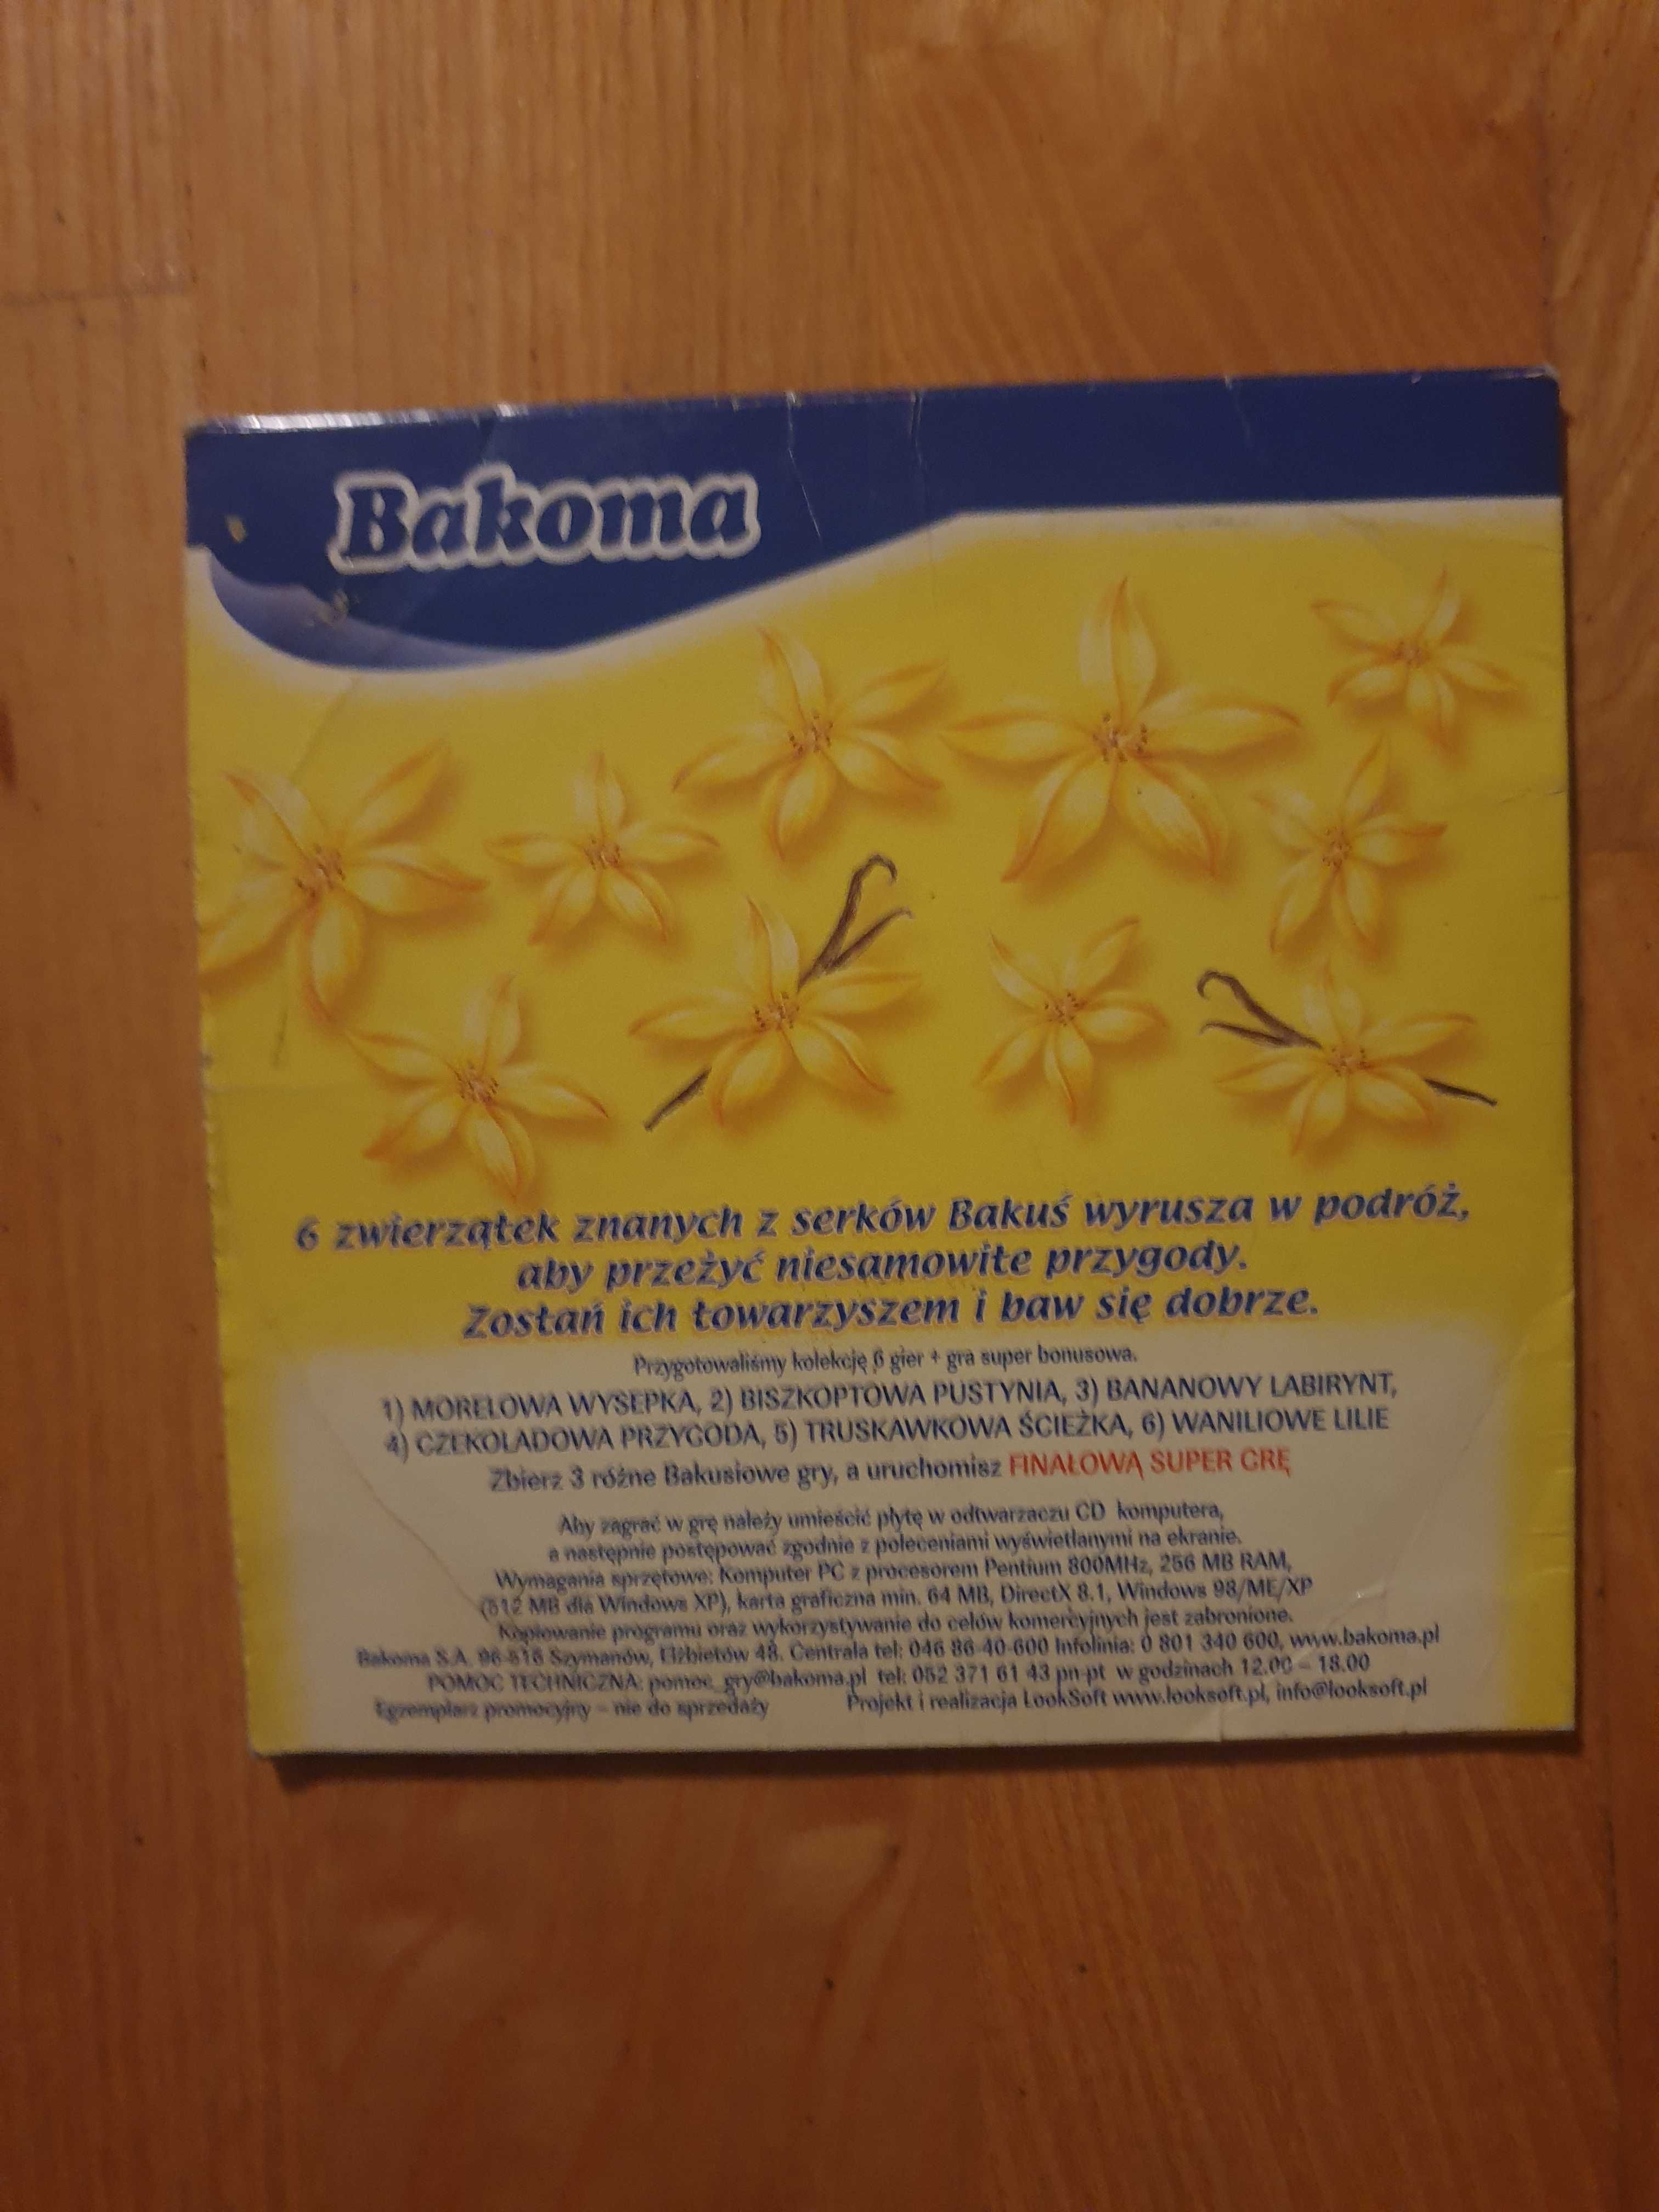 Bakoma
6 zwierzątek znanych z serków Bakuś wyrusza w podróż,
aby przeżyć niesamowite przygody.
Zostań ich towarzyszem i baw się dobrze.
Przygotowaliśmy kolekcję 6 gier + gra super bonusowa.
1) MORELOWA WYSEPKA, 2) BISZKOPTOWA PUSTYNIA, 3) BANANOWY LABIRYNT,
4) CZEKOLADOWA PRZYGODA, 5) TRUSKAWKOWA ŚCIEŻKA, 6) WANILIOWE LILIE
Zbierz 3 różne Bakusiowe gry, a uruchomisz FINAŁOWĄ SUPER GRĘ
Aby zagrać w grę należy umieścić płytę w odtwarzaczu CD komputera,
a następnie postępować zgodnie z poleceniami wyświetlanymi na ekranie.
Wymagania sprzętowe: Komputer PC z procesorem Pentium 800MHz, 256 MB RAM,
(512 MB dla Windows XP), karta graficzna min. 64 MB, DirectX 8.1, Windows 98/ME/XP
Kopiowanie programu oraz wykorzystywanie do celów komercyjnych jest zabronione.
Bakoma S.A. 96-516 Szymanów, Elżbietów 48. Centrala tel: 046 86 40 600 Infolinia: 0 801 340 600, www.bakoma.pl
POMOC TECHNICZNA: pomoc_gry@bakoma.pl tel: 052 371 61 43 pn-pt w godzinach 12.00 – 18.00
Egzemplarz promocyjny – nie do sprzedaży Projekt i realizacja LookSoft www.looksoft.pl, info@looksoft.pl